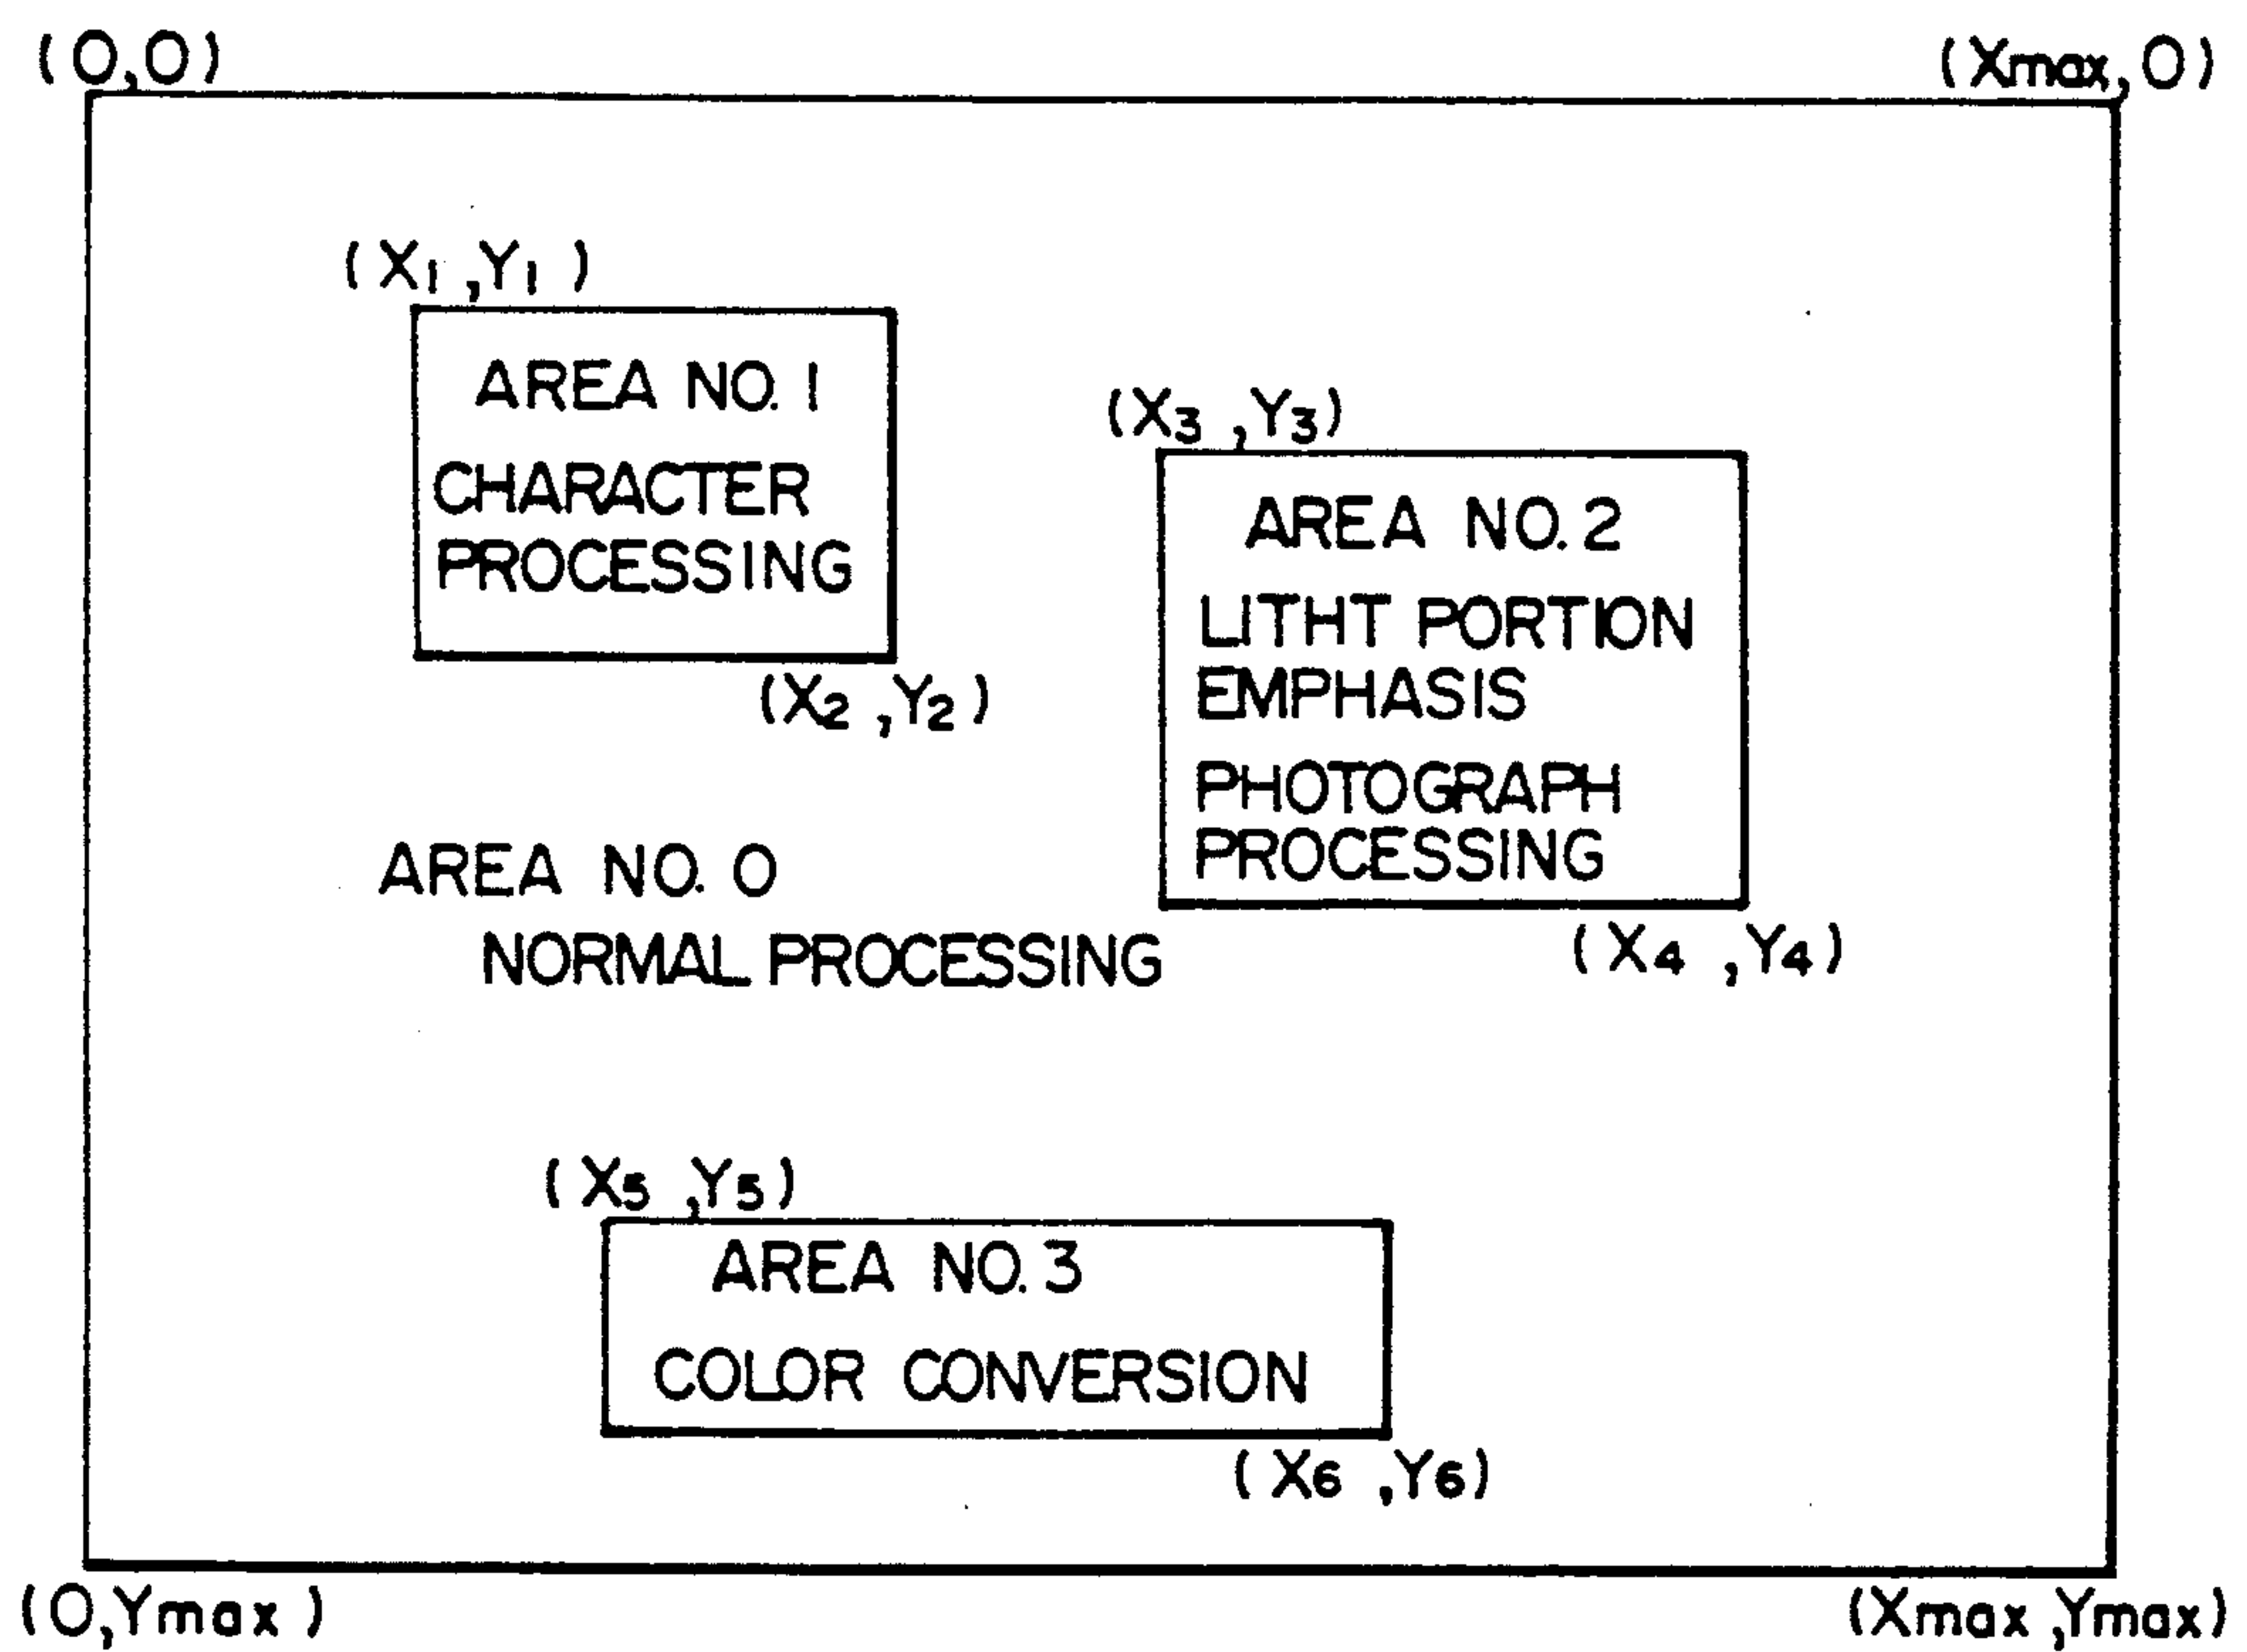 (0,0)
(Xmax,0)
(X1,Y1)
AREA NO. 1
CHARACTER
PROCESSING
(X2,Y2)
(X3,Y3)
AREA NO. 2
LITHT PORTION
EMPHASIS
PHOTOGRAPH
PROCESSING
(X4,Y4)
AREA NO. 0
NORMAL PROCESSING
(X5,Y5)
AREA NO. 3
COLOR CONVERSION
(X6,Y6)
(0,Ymax)
(Xmax,Ymax)